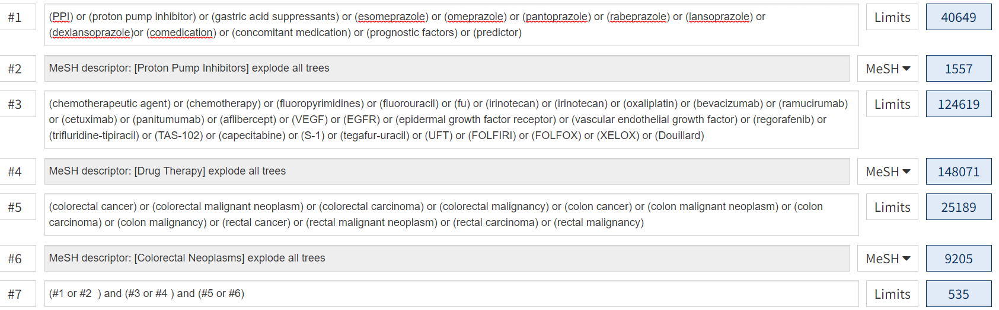 #1 (PPI) or (proton pump inhibitor) or (gastric acid suppressants) or (esomeprazole) or (omeprazole) or (pantoprazole) or (rabeprazole) or (lansoprazole) or Limits 40649
(dexlansoprazole)or (comedication) or (concomitant medication) or (prognostic factors) or (predictor)
#2 MeSH descriptor: [Proton Pump Inhibitors] explode all trees MeSH 1557
#3 (chemotherapeutic agent) or (chemotherapy) or (fluoropyrimidines) or (fluorouracil) or (fu) or (irinotecan) or (irinotecan) or (oxaliplatin) or (bevacizumab) or (ramucirumab) Limits 124619
or (cetuximab) or (panitumumab) or (aflibercept) or (VEGF) or (EGFR) or (epidermal growth factor receptor) or (vascular endothelial growth factor) or (regorafenib) or
(trifluridine-tipiracil) or (TAS-102) or (capecitabine) or (S-1) or (tegafur-uracil) or (UFT) or (FOLFIRI) or (FOLFOX) or (XELOX) or (Douillard)
#4 MeSH descriptor: [Drug Therapy] explode all trees MeSH 148071
#5 (colorectal cancer) or (colorectal malignant neoplasm) or (colorectal carcinoma) or (colorectal malignancy) or (colon cancer) or (colon malignant neoplasm) or (colon Limits 25189
carcinoma) or (colon malignancy) or (rectal cancer) or (rectal malignant neoplasm) or (rectal carcinoma) or (rectal malignancy)
#6 MeSH descriptor: [Colorectal Neoplasms] explode all trees MeSH 9205
#7 (#1 or #2 ) and (#3 or #4 ) and (#5 or #6) Limits 535